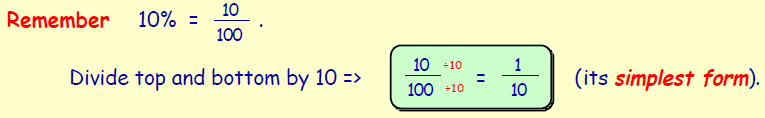 Remember 10% = 10/100 .
Divide top and bottom by 10 => 10 ÷10 / 100 ÷10 = 1/10 (its simplest form).